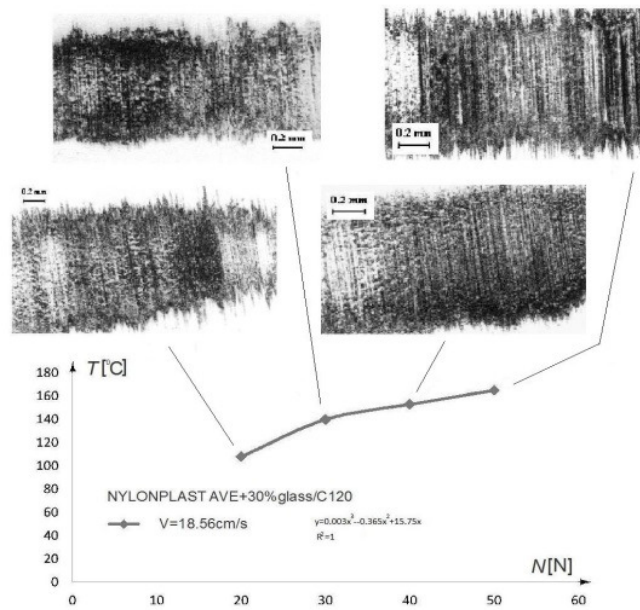 0.2 mm
0.2 mm
0.2 mm
0.2 mm
T[°C]
180
160
140
120
100
80
60
40
20
0
NYLONPLAST AVE+30%glass/C120
V=18.56cm/s
y=0.003x³-0.365x²+15.75x
R²=1
N[N]
0 10 20 30 40 50 60